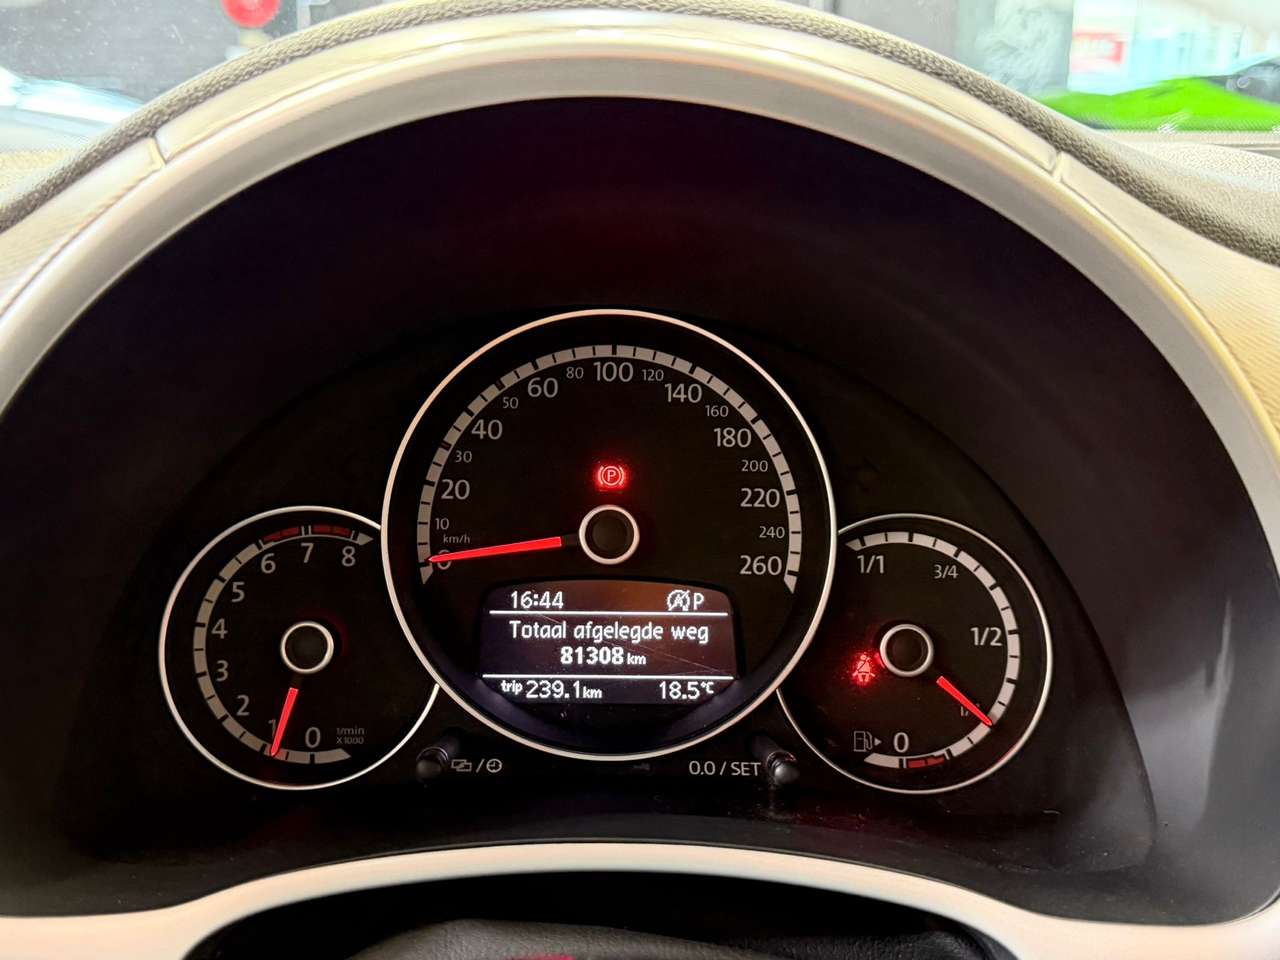 0 10 20 30 40 50 60 80 100 120 140 160 180 200 220 240 260
km/h
P
0 1 2 3 4 5 6 7 8
1/min
X1000
16:44 P
Totaal afgelegde weg
81308 km
trip 239.1 km 18.5°C
1/1 3/4 1/2 0
0.0 / SET